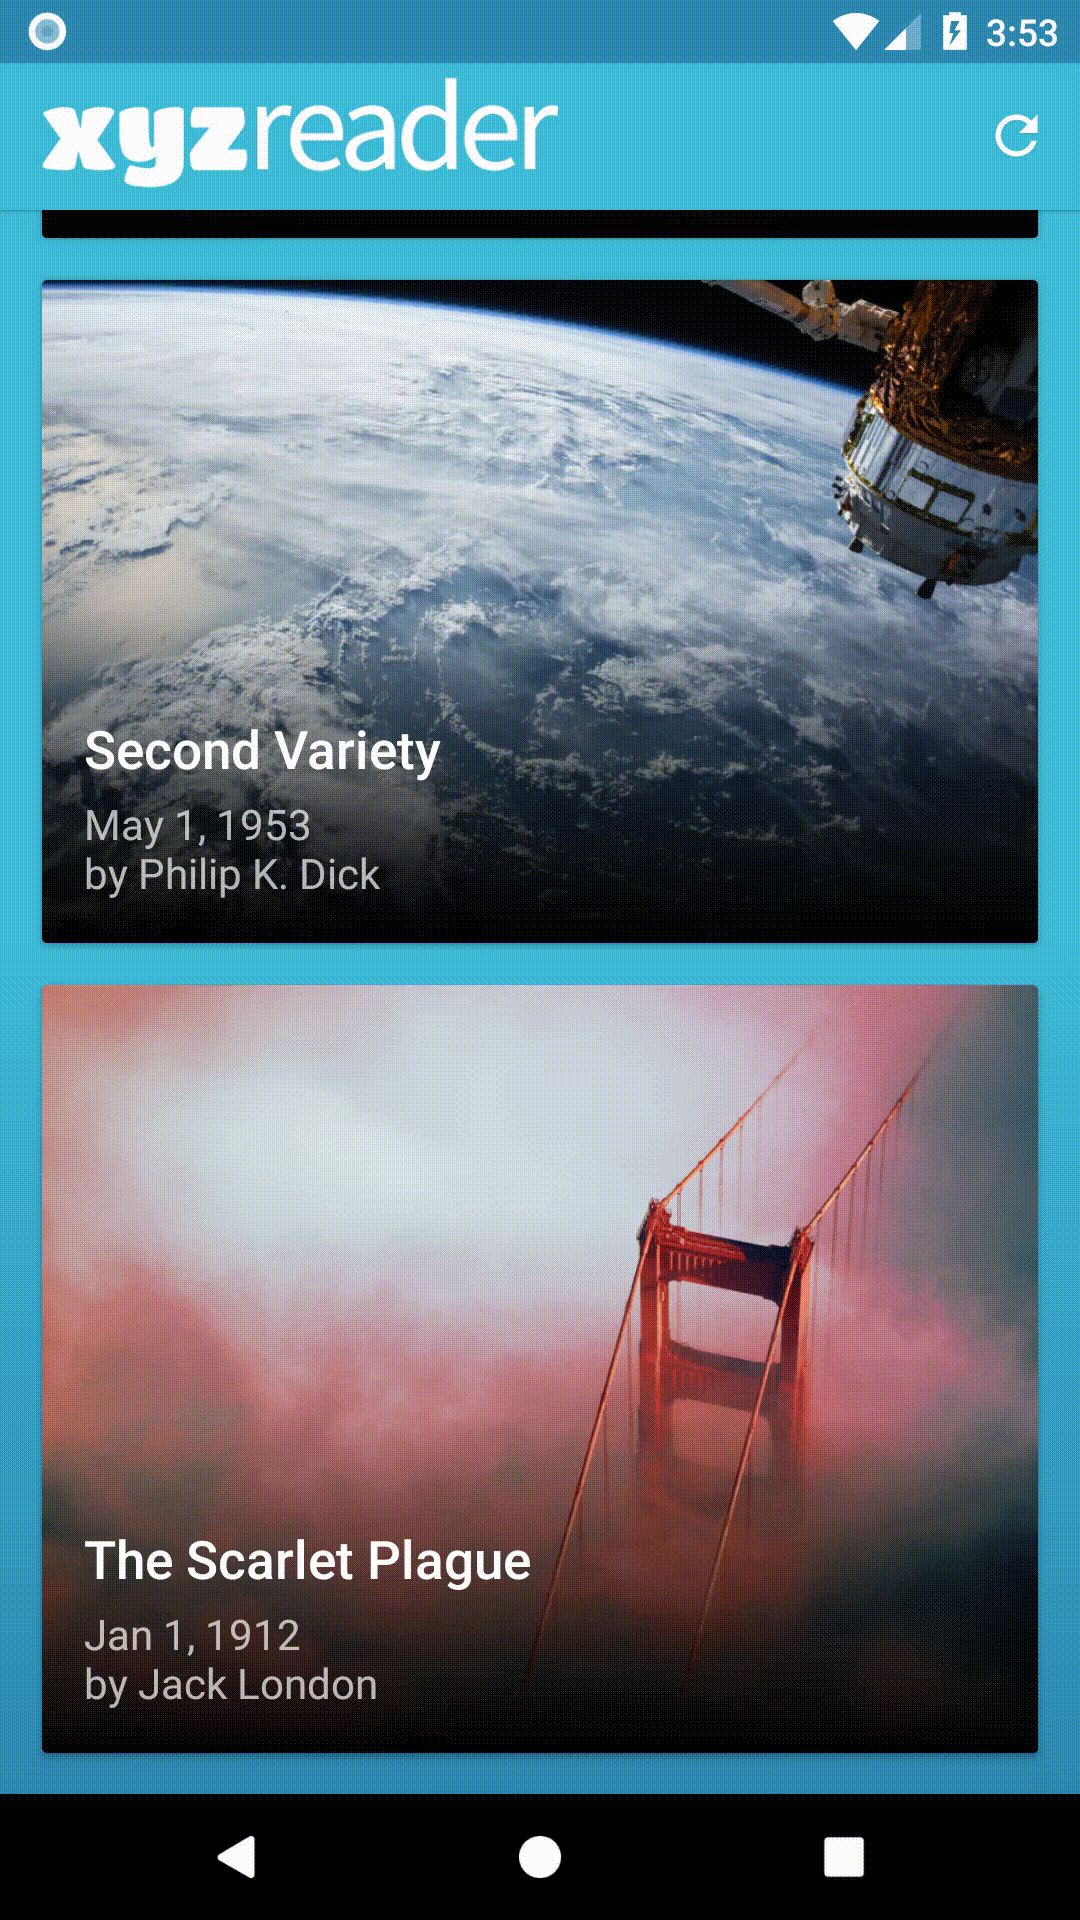 3:53
xyzreader
Second Variety
May 1, 1953
by Philip K. Dick
The Scarlet Plague
Jan 1, 1912
by Jack London